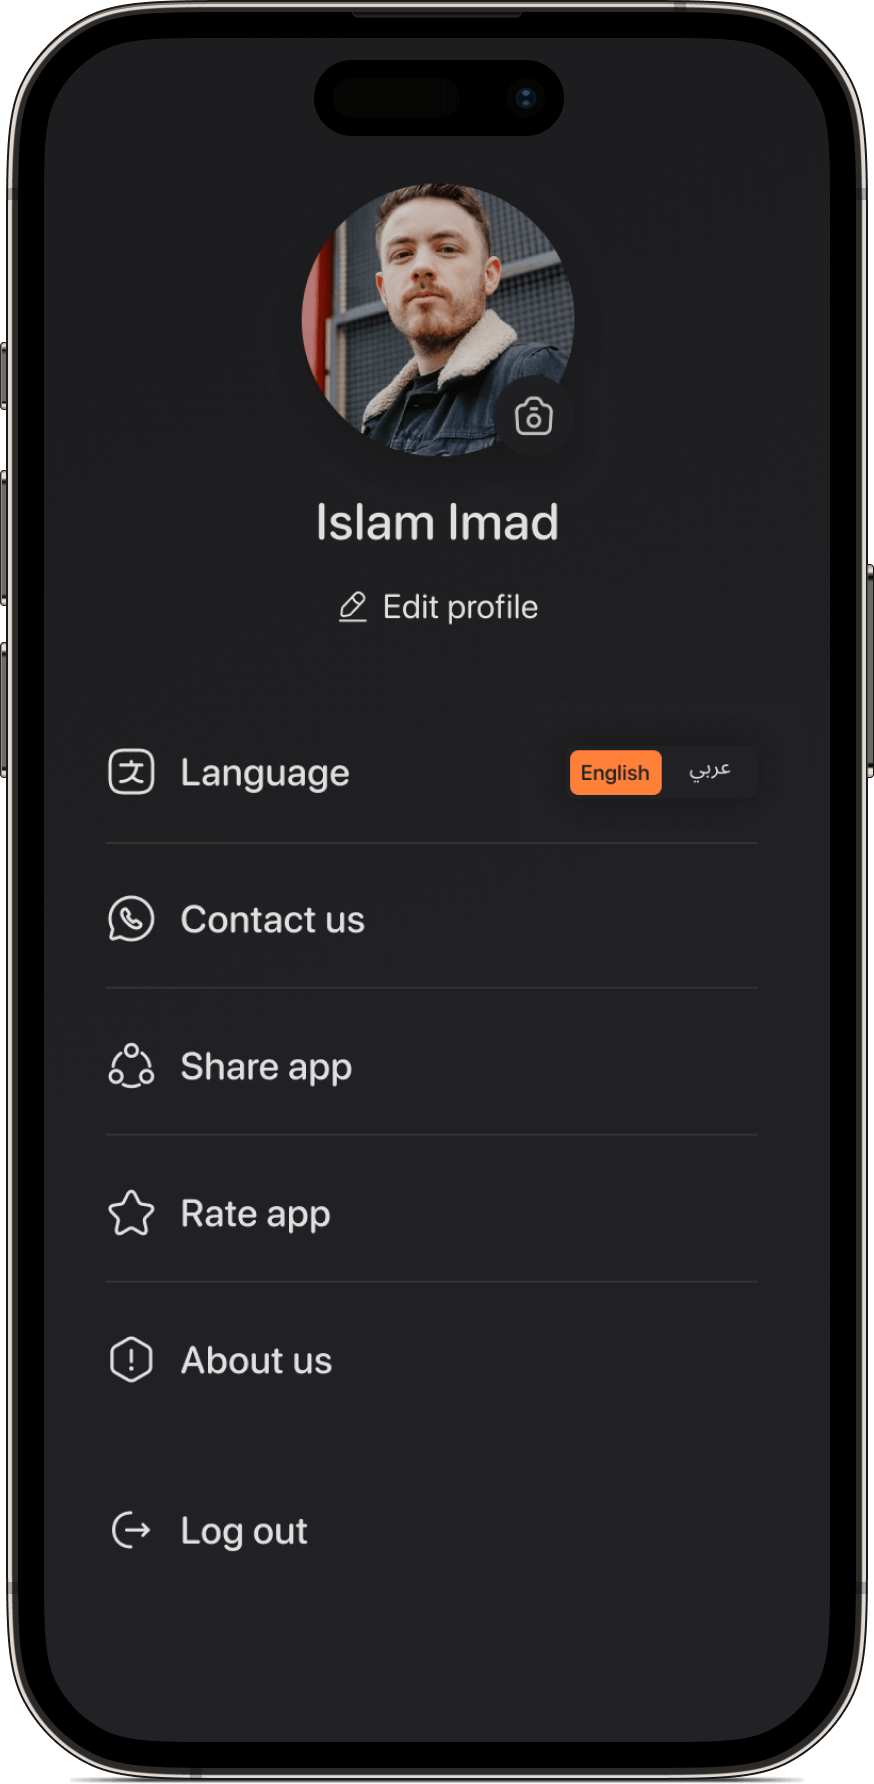 Islam Imad
Edit profile
Language
English
عربي
Contact us
Share app
Rate app
About us
Log out